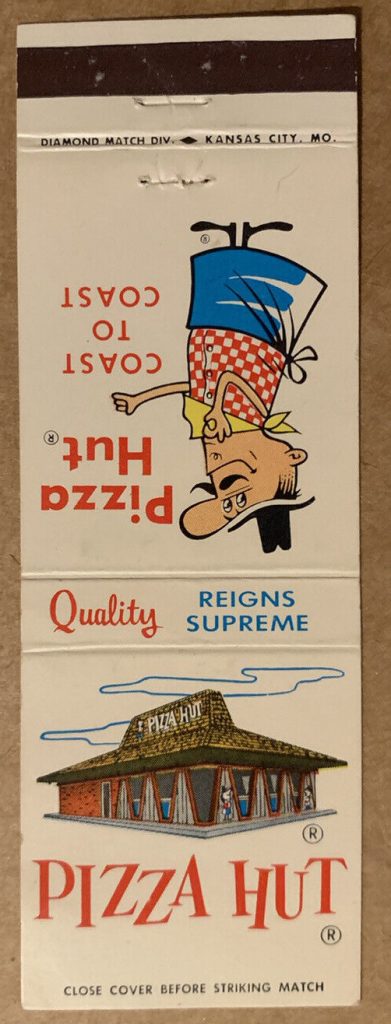 DIAMOND MATCH DIV. ◆ KANSAS CITY, MO.
Pizza
Hut ®
COAST
TO
COAST
®
Quality
REIGNS
SUPREME
PIZZA HUT
®
PIZZA HUT
®
CLOSE COVER BEFORE STRIKING MATCH